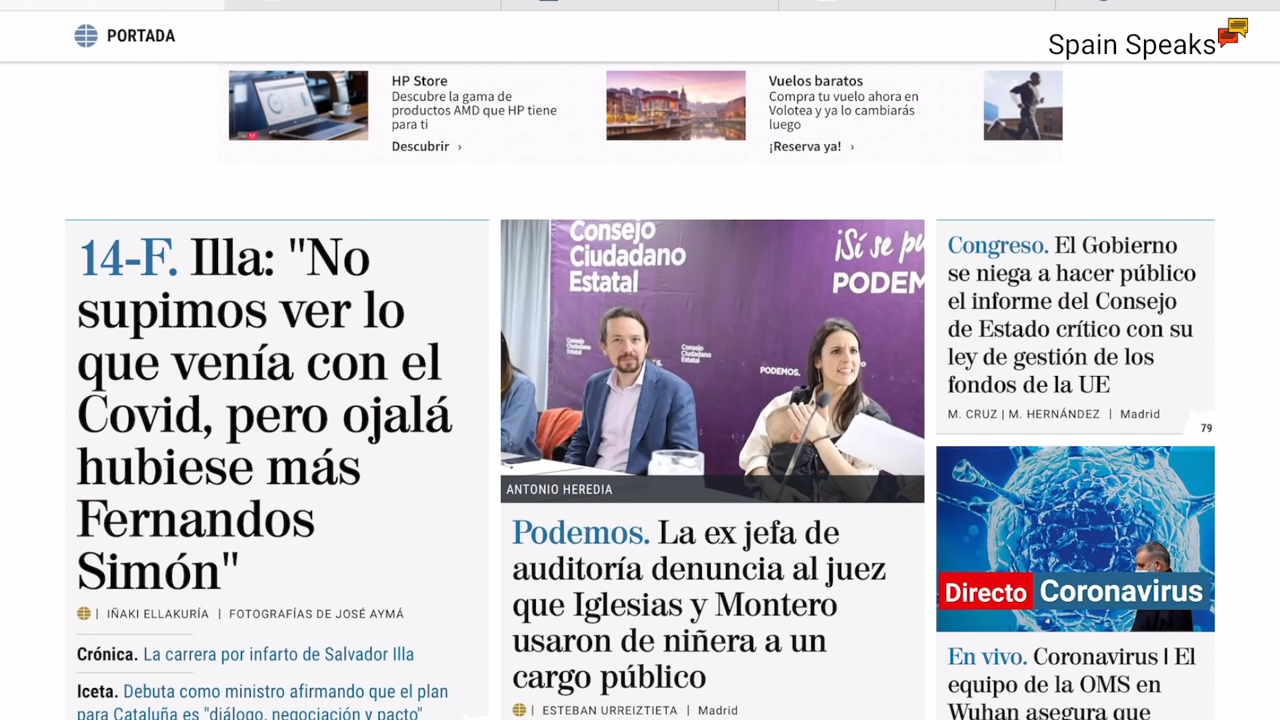 PORTADA
Spain Speaks
HP Store
Descubre la gama de
productos AMD que HP tiene
para ti
Descubrir ›
Vuelos baratos
Compra tu vuelo ahora en
Volotea y ya lo cambiarás
luego
¡Reserva ya! ›
14-F. Illa: "No
supimos ver lo
que venía con el
Covid, pero ojalá
hubiese más
Fernandos
Simón"
| IÑAKI ELLAKURÍA | FOTOGRAFÍAS DE JOSÉ AYMÁ
Crónica. La carrera por infarto de Salvador Illa
Iceta. Debuta como ministro afirmando que el plan
para Cataluña es "diálogo, negociación y pacto"
Consejo
Ciudadano
Estatal
¡Sí se pu
PODEM
Consejo
Ciudadano
Estatal
Consejo
Ciudadano
Estatal
PODEMOS.
ANTONIO HEREDIA
Podemos. La ex jefa de
auditoría denuncia al juez
que Iglesias y Montero
usaron de niñera a un
cargo público
| ESTEBAN URREIZTIETA | Madrid
Congreso. El Gobierno
se niega a hacer público
el informe del Consejo
de Estado crítico con su
ley de gestión de los
fondos de la UE
M. CRUZ | M. HERNÁNDEZ | Madrid
79
Directo Coronavirus
En vivo. Coronavirus | El
equipo de la OMS en
Wuhan asegura que